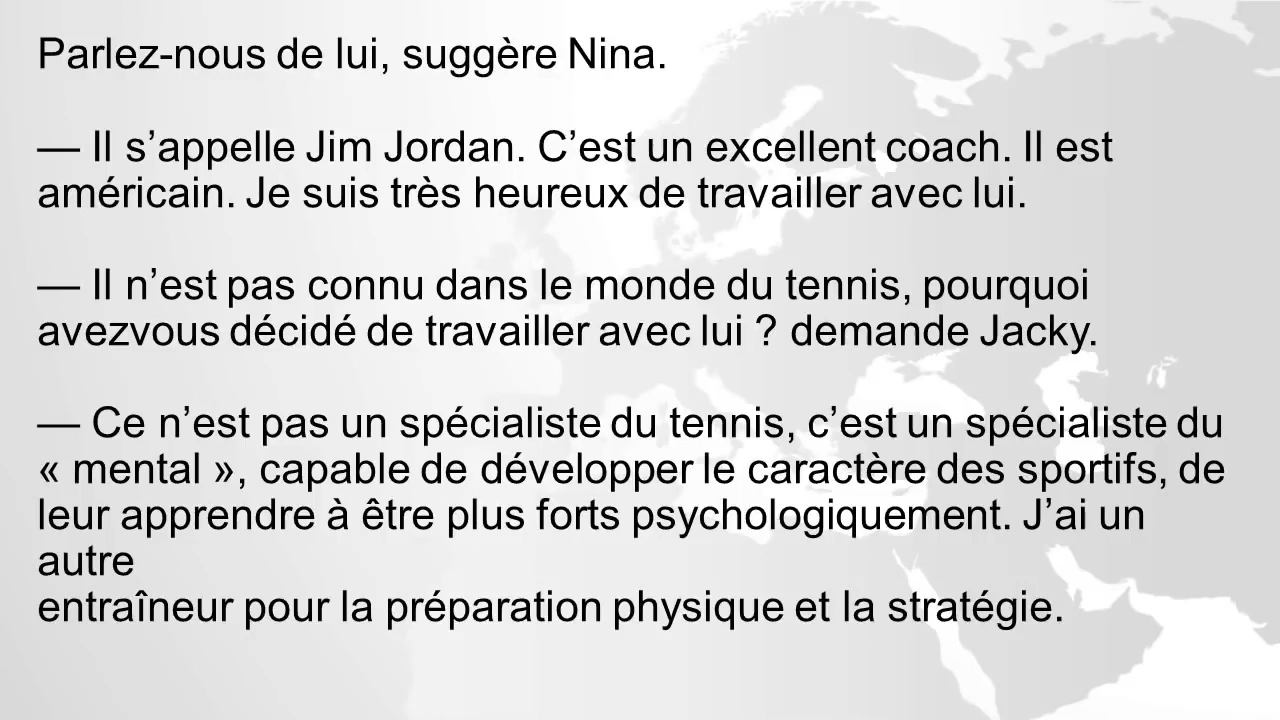 Parlez-nous de lui, suggère Nina.
— Il s’appelle Jim Jordan. C’est un excellent coach. Il est
américain. Je suis très heureux de travailler avec lui.
— Il n’est pas connu dans le monde du tennis, pourquoi
avezvous décidé de travailler avec lui ? demande Jacky.
— Ce n’est pas un spécialiste du tennis, c’est un spécialiste du
« mental », capable de développer le caractère des sportifs, de
leur apprendre à être plus forts psychologiquement. J’ai un
autre
entraîneur pour la préparation physique et la stratégie.